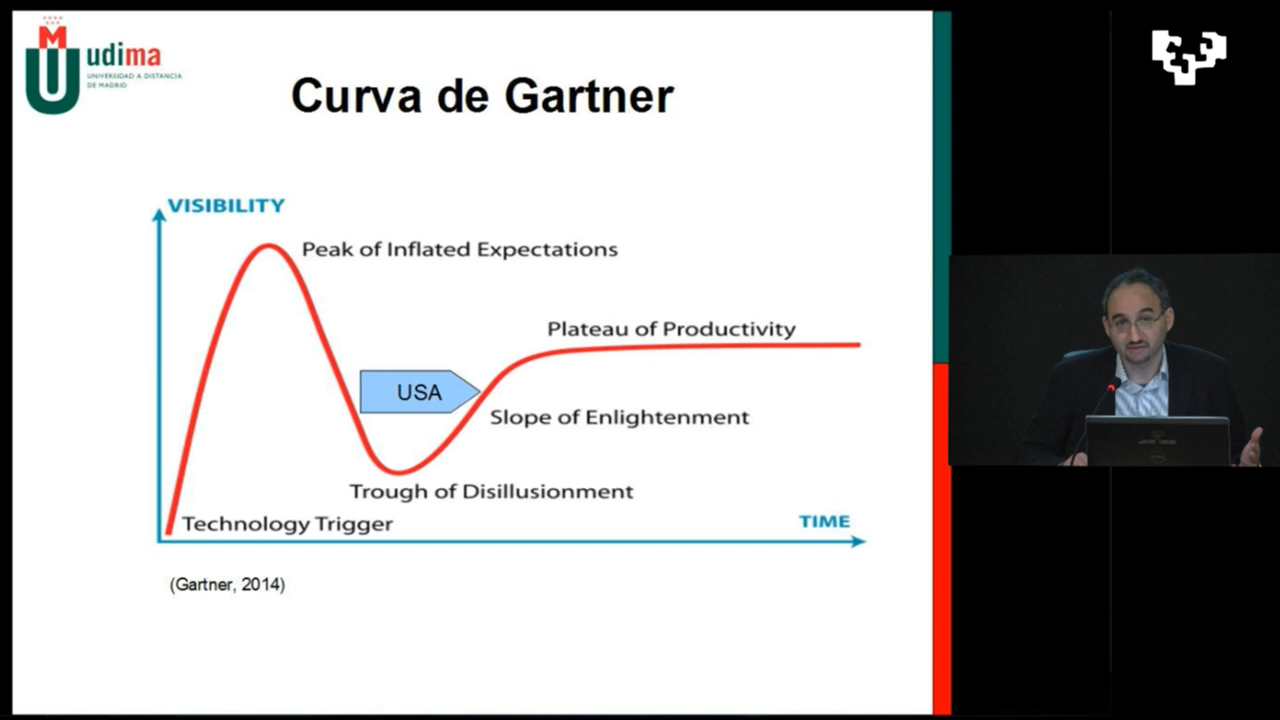 udima
UNIVERSIDAD A DISTANCIA
DE MADRID
Curva de Gartner
VISIBILITY
Peak of Inflated Expectations
Plateau of Productivity
USA
Slope of Enlightenment
Trough of Disillusionment
Technology Trigger
TIME
(Gartner, 2014)